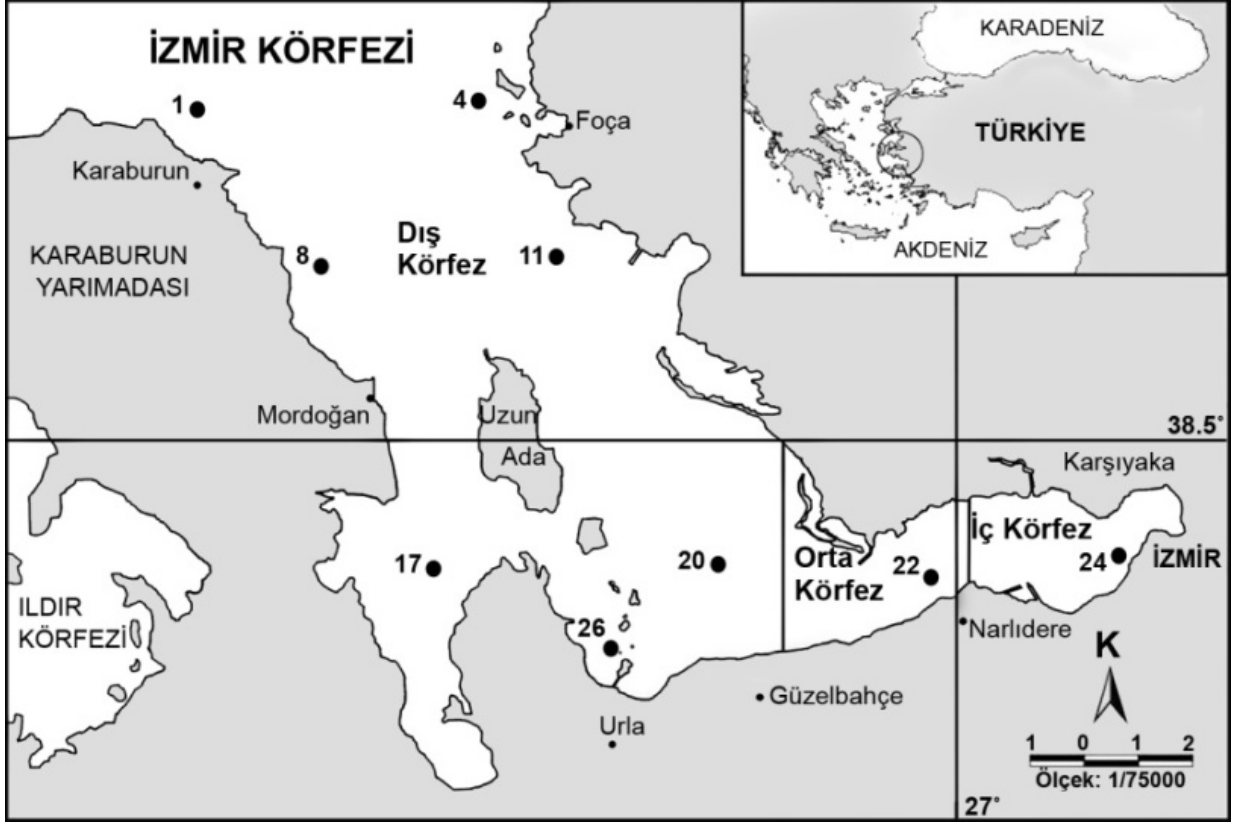 İZMİR KÖRFEZİ
KARADENİZ
TÜRKİYE
AKDENİZ
1
4
Foça
Karaburun
Dış
Körfez
8
11
KARABURUN
YARIMADASI
Mordoğan
Uzun
Ada
38.5°
Karşıyaka
İç Körfez
17
20
Orta
Körfez
22
24
İZMİR
ILDIR
KÖRFEZİ
26
Narlıdere
K
Güzelbahçe
Urla
1 0 1 2
Ölçek: 1/75000
27°